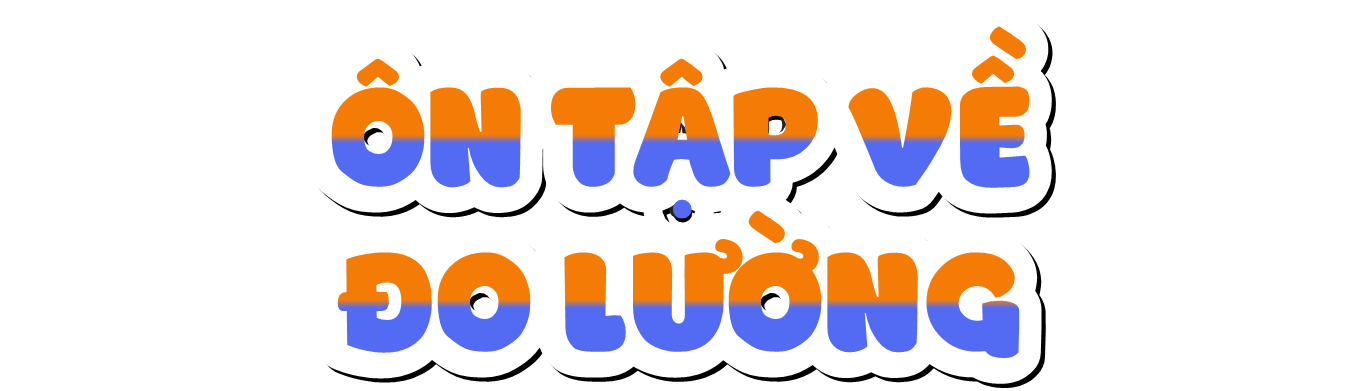 ÔN TẬP VỀ
ĐO LƯỜNG